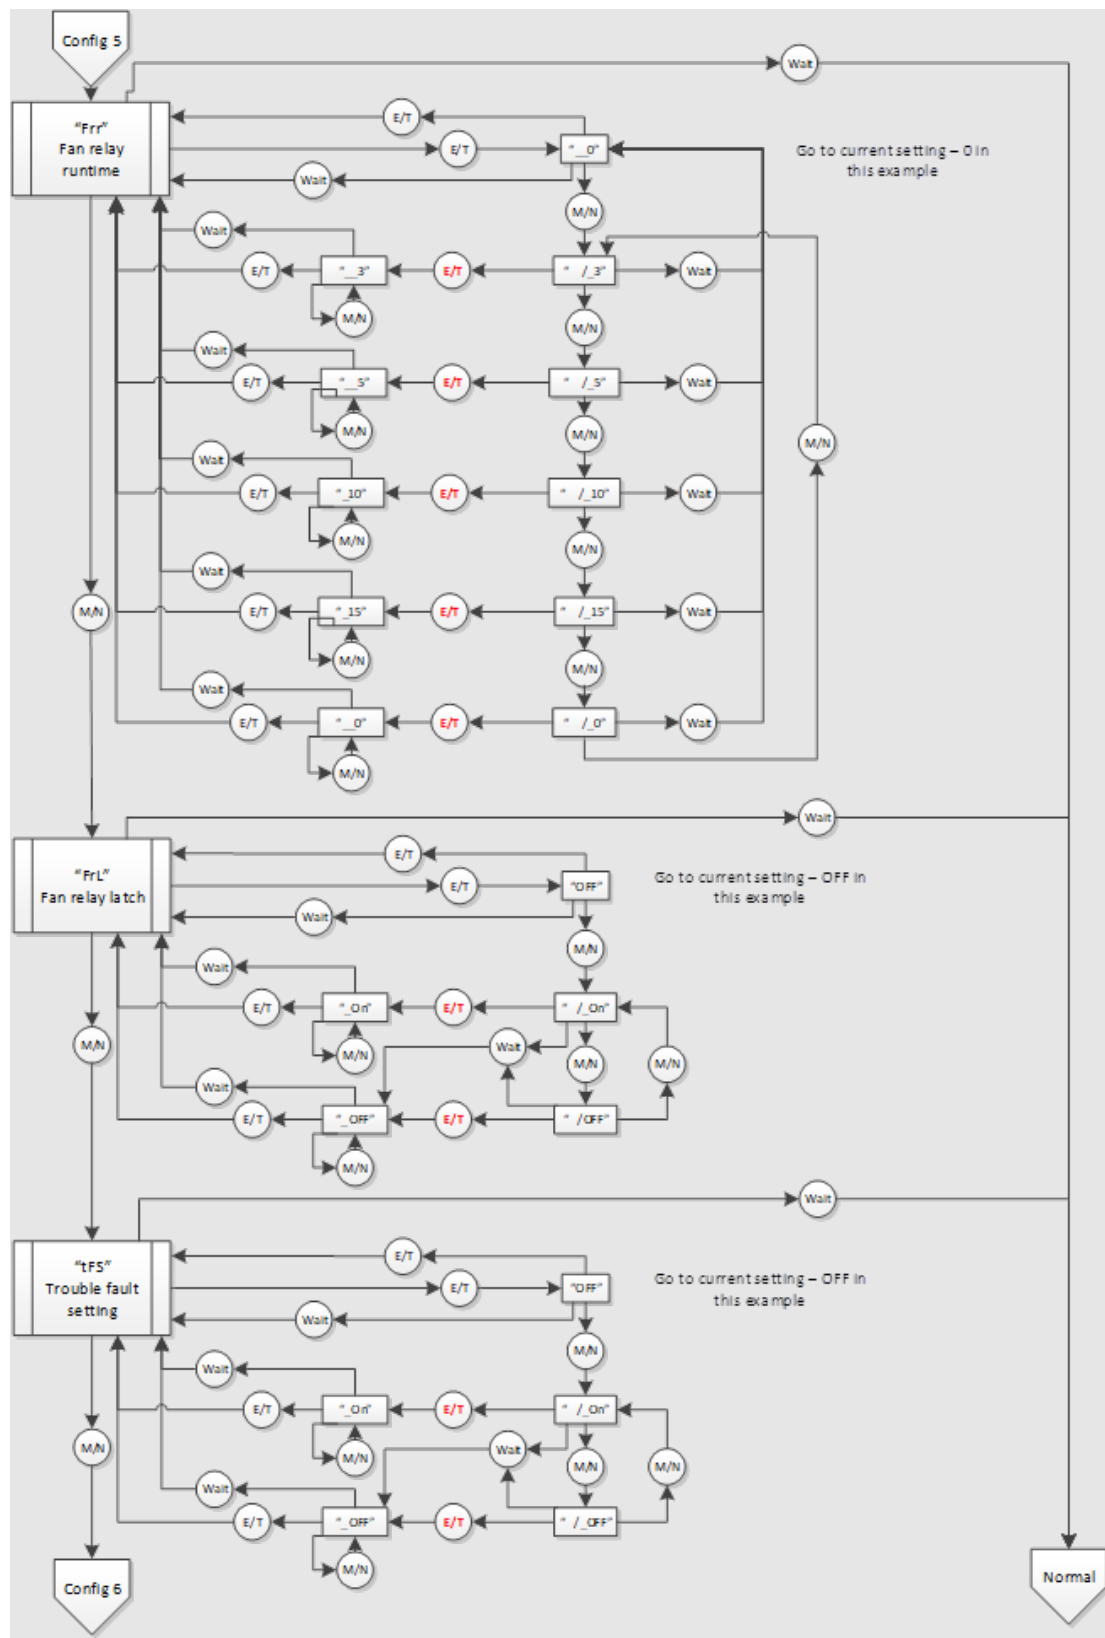 Config 5
Wait
"Frr"
Fan relay
runtime
E/T
E/T
"__0"
Go to current setting – 0 in
this example
Wait
M/N
Wait
M/N
E/T
"__3"
E/T
" /_3"
Wait
M/N
M/N
Wait
E/T
"__5"
E/T
" /_5"
Wait
M/N
M/N
M/N
Wait
E/T
"_10"
E/T
" /_10"
Wait
M/N
M/N
Wait
M/N
E/T
"_15"
E/T
" /_15"
Wait
M/N
M/N
Wait
E/T
"__0"
E/T
" /_0"
Wait
M/N
Wait
"FrL"
Fan relay latch
E/T
E/T
"OFF"
Go to current setting – OFF in
this example
Wait
M/N
Wait
E/T
"_On"
E/T
" /_On"
M/N
M/N
Wait
M/N
M/N
Wait
E/T
"_OFF"
E/T
" /OFF"
M/N
Wait
"tFS"
Trouble fault
setting
E/T
E/T
"OFF"
Go to current setting – OFF in
this example
Wait
M/N
Wait
E/T
"_On"
E/T
" /_On"
M/N
M/N
Wait
M/N
M/N
Wait
E/T
"_OFF"
E/T
" /_OFF"
M/N
Config 6
Normal